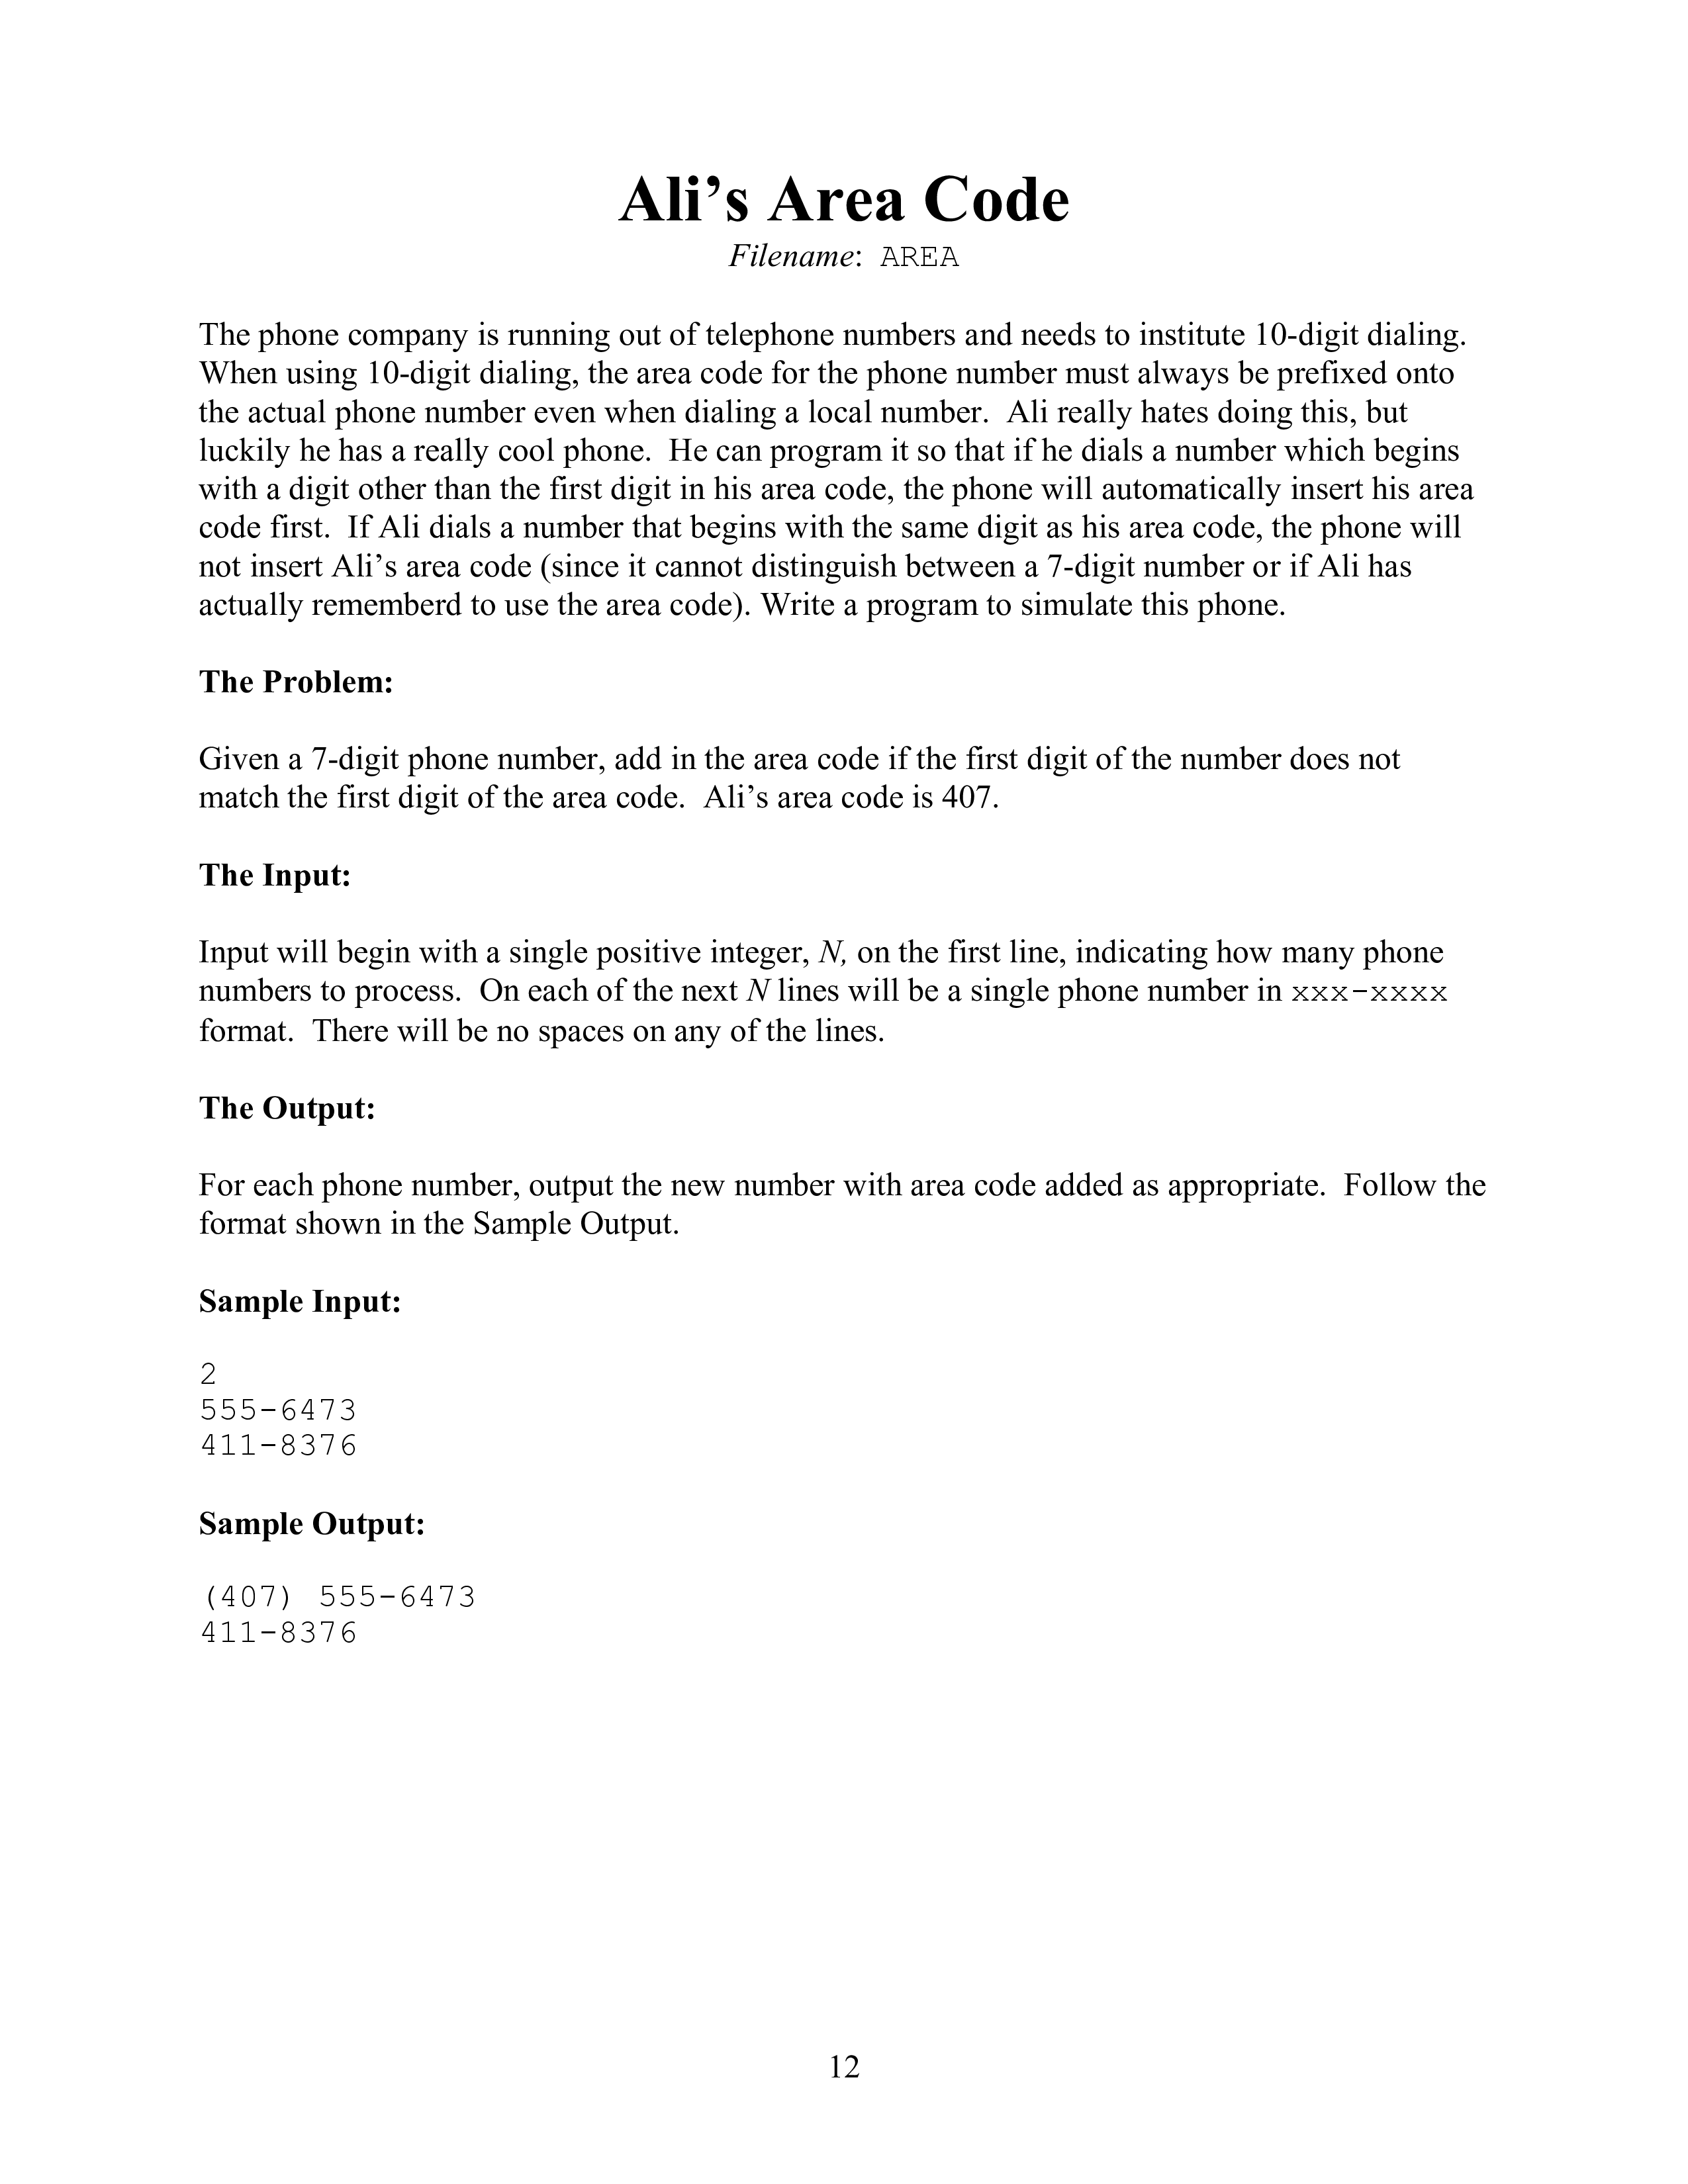 Ali’s Area Code
Filename: AREA
The phone company is running out of telephone numbers and needs to institute 10-digit dialing.
When using 10-digit dialing, the area code for the phone number must always be prefixed onto
the actual phone number even when dialing a local number.  Ali really hates doing this, but
luckily he has a really cool phone.  He can program it so that if he dials a number which begins
with a digit other than the first digit in his area code, the phone will automatically insert his area
code first.  If Ali dials a number that begins with the same digit as his area code, the phone will
not insert Ali’s area code (since it cannot distinguish between a 7-digit number or if Ali has
actually rememberd to use the area code). Write a program to simulate this phone.
The Problem:
Given a 7-digit phone number, add in the area code if the first digit of the number does not
match the first digit of the area code.  Ali’s area code is 407.
The Input:
Input will begin with a single positive integer, N, on the first line, indicating how many phone
numbers to process.  On each of the next N lines will be a single phone number in xxx-xxxx
format.  There will be no spaces on any of the lines.
The Output:
For each phone number, output the new number with area code added as appropriate.  Follow the
format shown in the Sample Output.
Sample Input:
2
555-6473
411-8376
Sample Output:
(407) 555-6473
411-8376
12